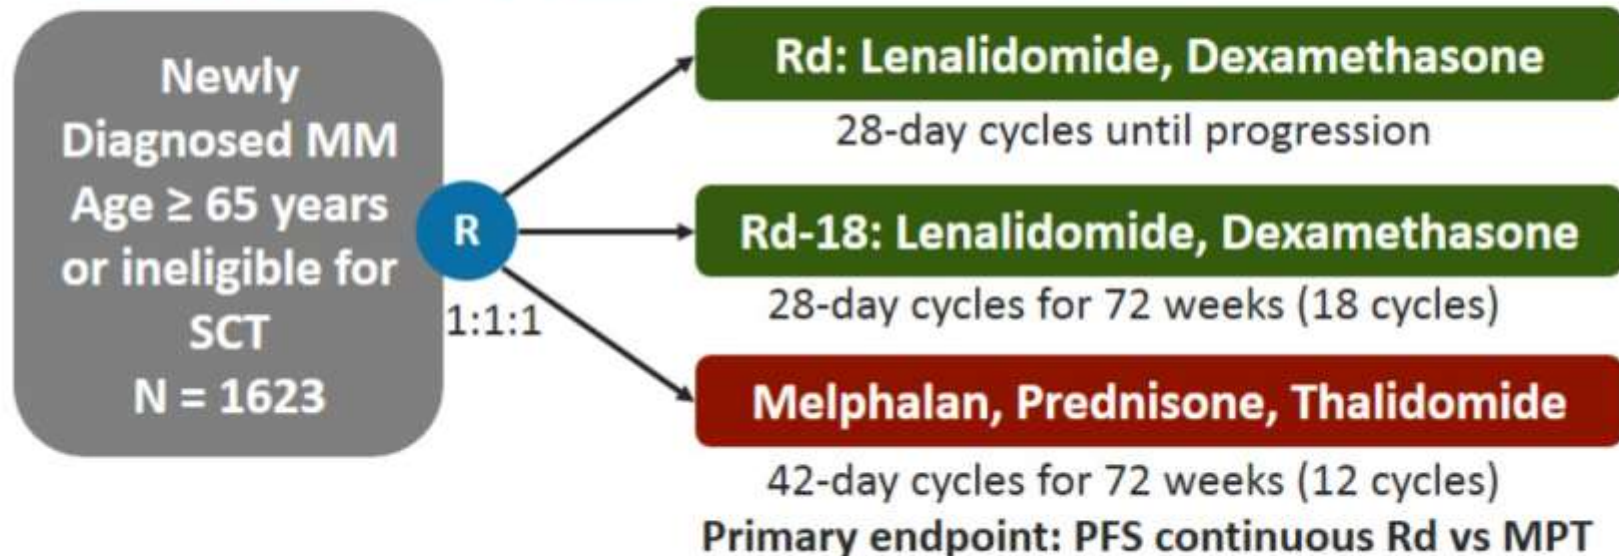 Newly
Diagnosed MM
Age ≥ 65 years
or ineligible for
SCT
N = 1623
R
1:1:1
Rd: Lenalidomide, Dexamethasone
28-day cycles until progression
Rd-18: Lenalidomide, Dexamethasone
28-day cycles for 72 weeks (18 cycles)
Melphalan, Prednisone, Thalidomide
42-day cycles for 72 weeks (12 cycles)
Primary endpoint: PFS continuous Rd vs MPT